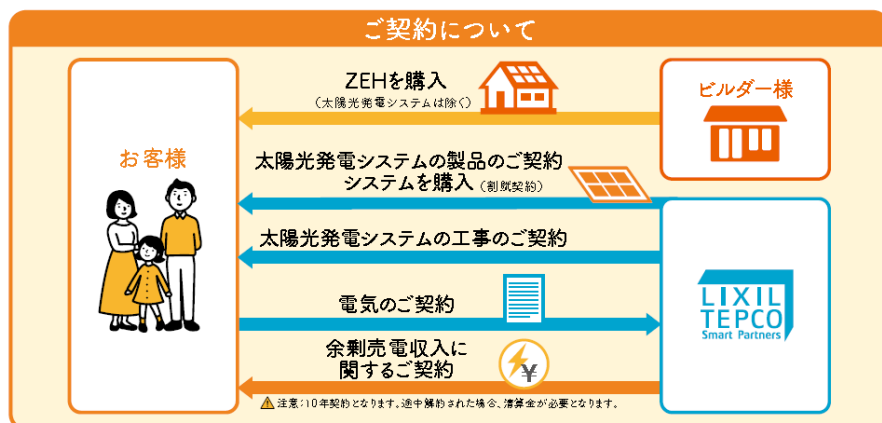 ご契約について
ZEHを購入
(太陽光発電システムは除く)
ビルダー様
お客様
太陽光発電システムの製品のご契約
システムを購入(割賦契約)
太陽光発電システムの工事のご契約
電気のご契約
LIXIL
TEPCO
Smart Partners
余剰売電収入に
関するご契約
¥
注意:10年契約となります。途中解約された場合、清算金が必要となります。